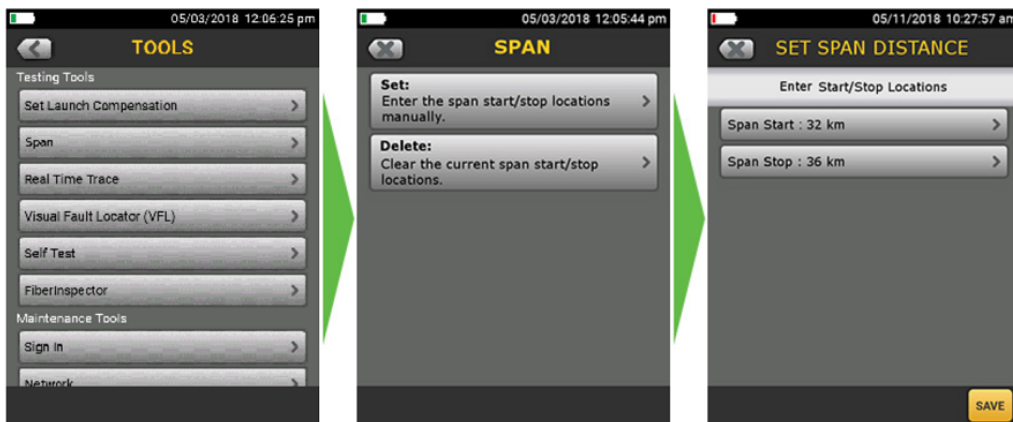 05/03/2018 12:06:25 pm
TOOLS
Testing Tools
Set Launch Compensation
Span
Real Time Trace
Visual Fault Locator (VFL)
Self Test
FiberInspector
Maintenance Tools
Sign In
Network
05/03/2018 12:05:44 pm
SPAN
Set:
Enter the span start/stop locations
manually.
Delete:
Clear the current span start/stop
locations.
05/11/2018 10:27:57 am
SET SPAN DISTANCE
Enter Start/Stop Locations
Span Start : 32 km
Span Stop : 36 km
SAVE